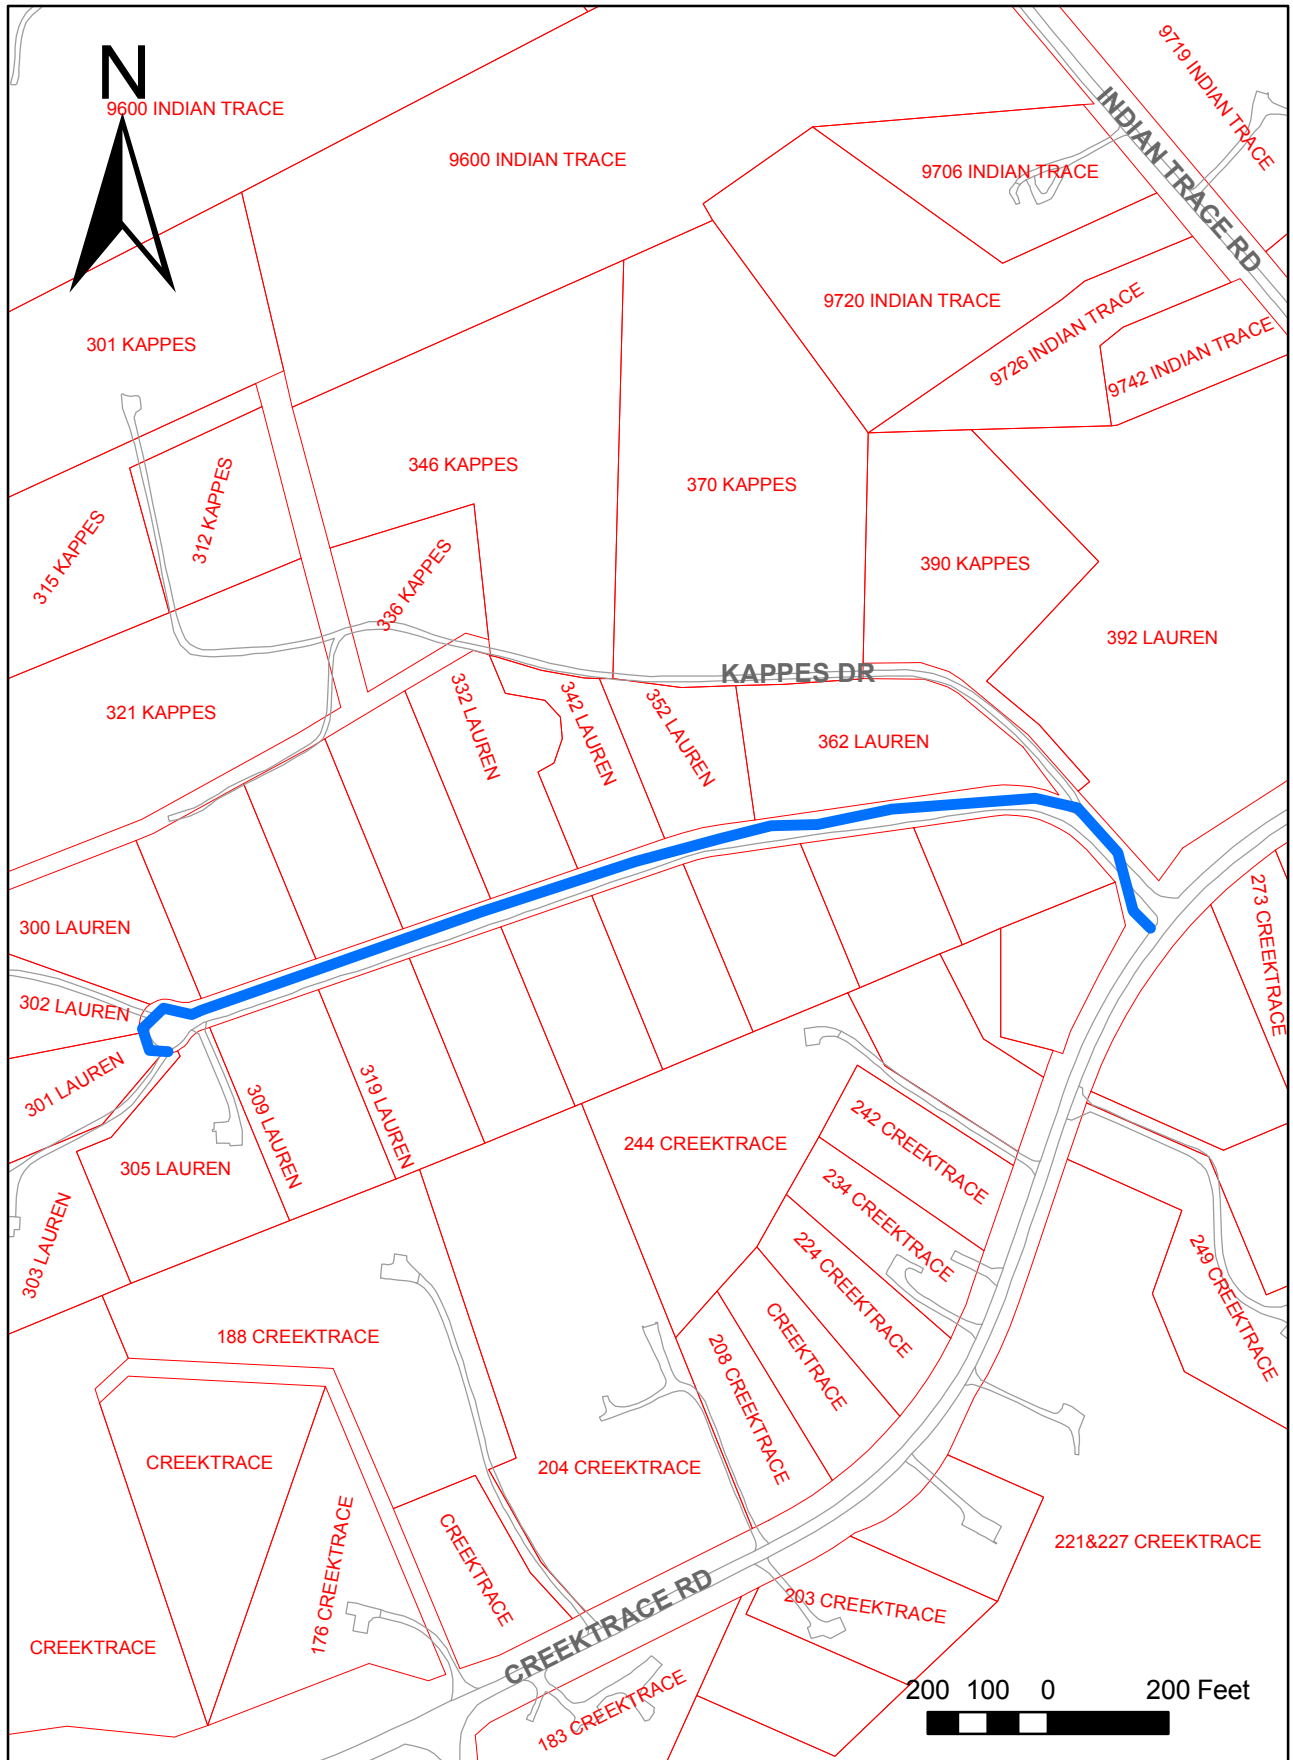 N
9719 INDIAN TRACE
9600 INDIAN TRACE
INDIAN TRACE RD
9600 INDIAN TRACE
9706 INDIAN TRACE
9720 INDIAN TRACE
9726 INDIAN TRACE
301 KAPPES
9742 INDIAN TRACE
346 KAPPES
370 KAPPES
312 KAPPES
315 KAPPES
336 KAPPES
390 KAPPES
392 LAUREN
KAPPES DR
321 KAPPES
332 LAUREN
342 LAUREN
352 LAUREN
362 LAUREN
300 LAUREN
273 CREEKTRACE
302 LAUREN
301 LAUREN
309 LAUREN
319 LAUREN
242 CREEKTRACE
244 CREEKTRACE
305 LAUREN
234 CREEKTRACE
303 LAUREN
224 CREEKTRACE
249 CREEKTRACE
188 CREEKTRACE
CREEKTRACE
208 CREEKTRACE
CREEKTRACE
204 CREEKTRACE
176 CREEKTRACE
CREEKTRACE
221&227 CREEKTRACE
CREEKTRACE RD
203 CREEKTRACE
CREEKTRACE
183 CREEKTRACE
200 100 0 200 Feet